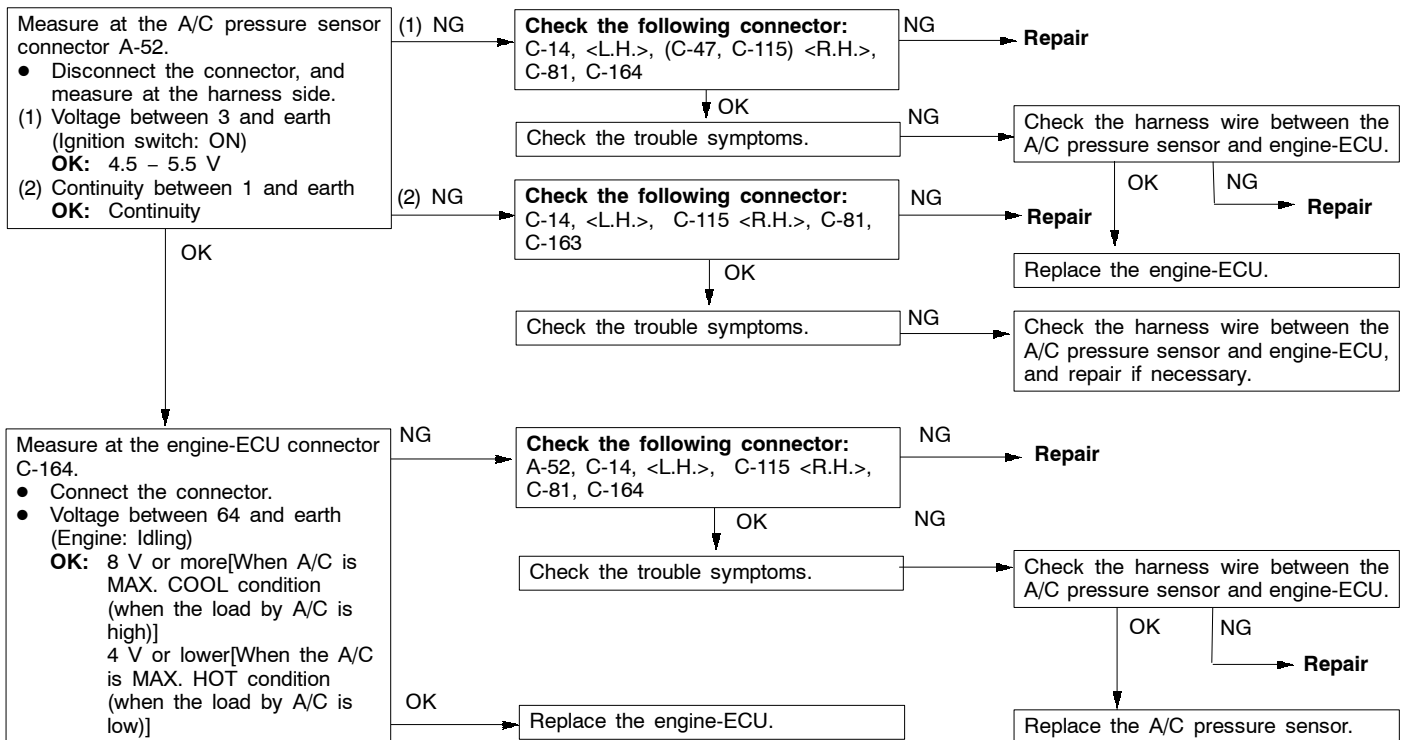 Measure at the A/C pressure sensor
connector A-52.
● Disconnect the connector, and
measure at the harness side.
(1) Voltage between 3 and earth
(Ignition switch: ON)
OK: 4.5 – 5.5 V
(2) Continuity between 1 and earth
OK: Continuity
(1) NG
Check the following connector:
C-14, <L.H.>, (C-47, C-115) <R.H.>,
C-81, C-164
NG
Repair
OK
Check the trouble symptoms.
NG
Check the harness wire between the
A/C pressure sensor and engine-ECU.
OK
NG
Repair
Replace the engine-ECU.
(2) NG
Check the following connector:
C-14, <L.H.>, C-115 <R.H.>, C-81,
C-163
NG
Repair
OK
Check the trouble symptoms.
NG
Check the harness wire between the
A/C pressure sensor and engine-ECU,
and repair if necessary.
OK
Measure at the engine-ECU connector
C-164.
● Connect the connector.
● Voltage between 64 and earth
(Engine: Idling)
OK: 8 V or more[When A/C is
MAX. COOL condition
(when the load by A/C is
high)]
4 V or lower[When the A/C
is MAX. HOT condition
(when the load by A/C is
low)]
NG
Check the following connector:
A-52, C-14, <L.H.>, C-115 <R.H.>,
C-81, C-164
NG
Repair
OK
Check the trouble symptoms.
NG
Check the harness wire between the
A/C pressure sensor and engine-ECU.
OK
NG
Repair
Replace the A/C pressure sensor.
OK
Replace the engine-ECU.